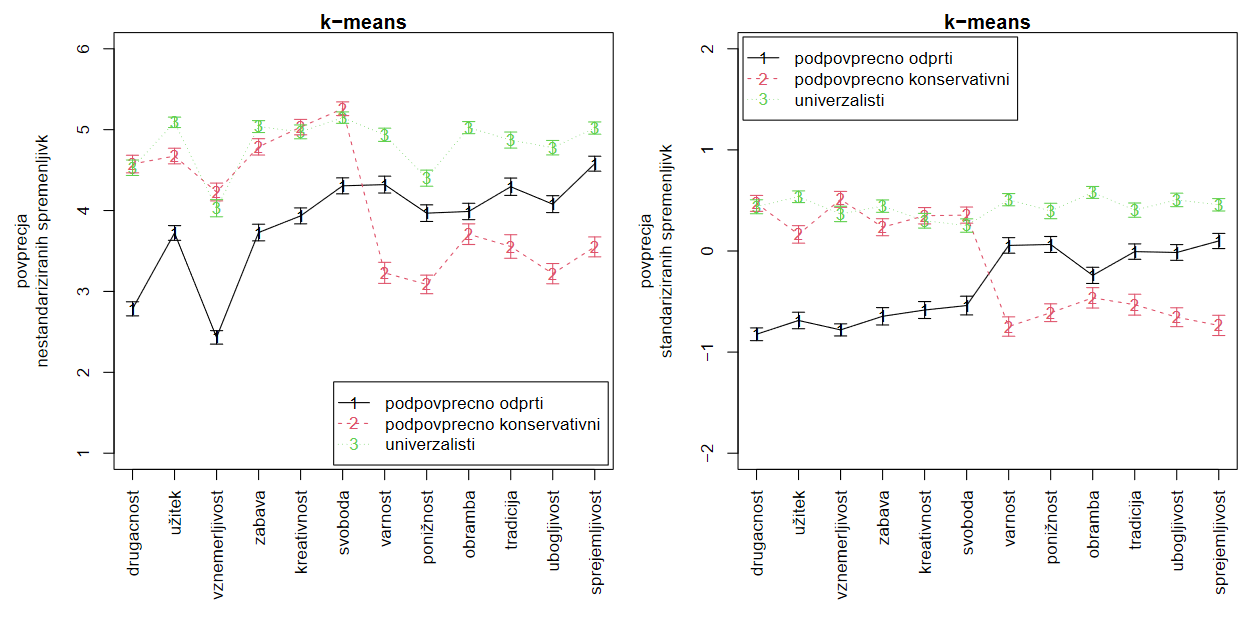 k-means
povprecja
nestandariziranih spremenljivk
6
5
4
3
2
1
1 podpovprecno odprti
2 podpovprecno konservativni
3 univerzalisti
drugacnost
užitek
vznemerljivost
zabava
kreativnost
svoboda
varnost
ponižnost
obramba
tradicija
ubogljivost
sprejemljivost
k-means
povprecja
standariziranih spremenljivk
2
1
0
-1
-2
1 podpovprecno odprti
2 podpovprecno konservativni
3 univerzalisti
drugacnost
užitek
vznemerljivost
zabava
kreativnost
svoboda
varnost
ponižnost
obramba
tradicija
ubogljivost
sprejemljivost